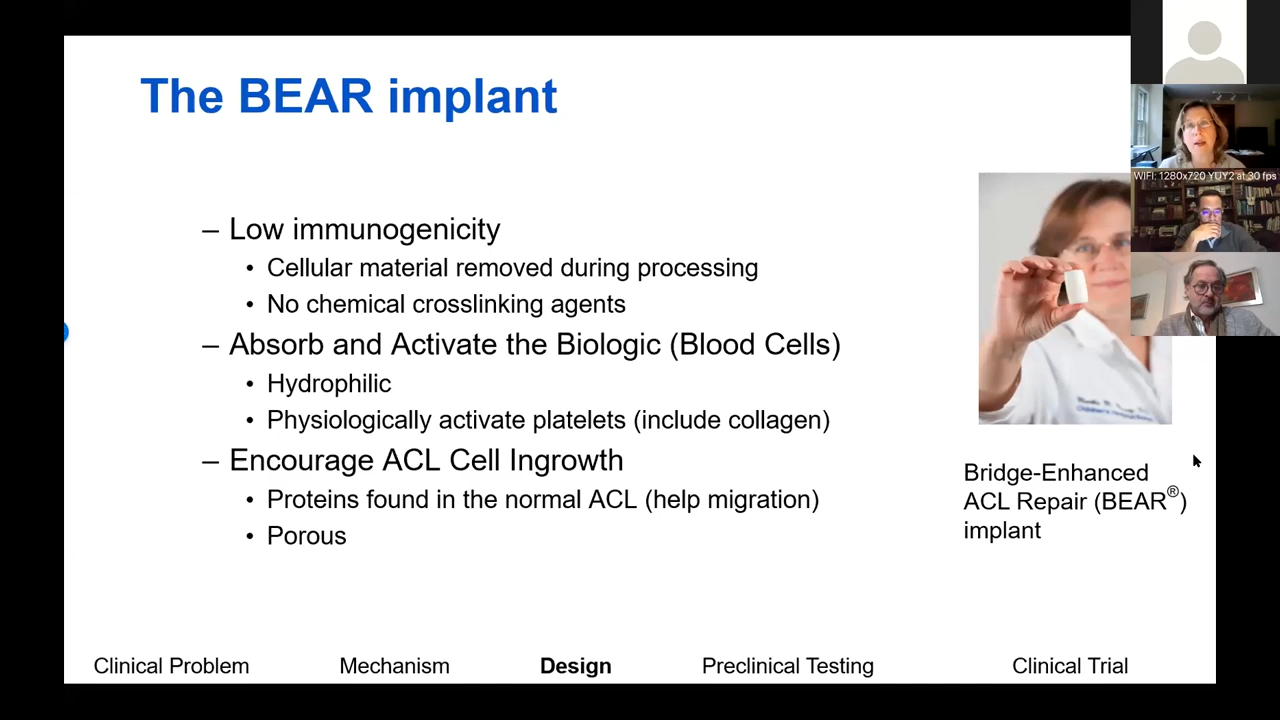 The BEAR implant
– Low immunogenicity
• Cellular material removed during processing
• No chemical crosslinking agents
– Absorb and Activate the Biologic (Blood Cells)
• Hydrophilic
• Physiologically activate platelets (include collagen)
– Encourage ACL Cell Ingrowth
• Proteins found in the normal ACL (help migration)
• Porous
WIFI: 1280x720 YUY2 at 30 fps
Bridge-Enhanced
ACL Repair (BEAR®)
implant
Clinical Problem
Mechanism
Design
Preclinical Testing
Clinical Trial